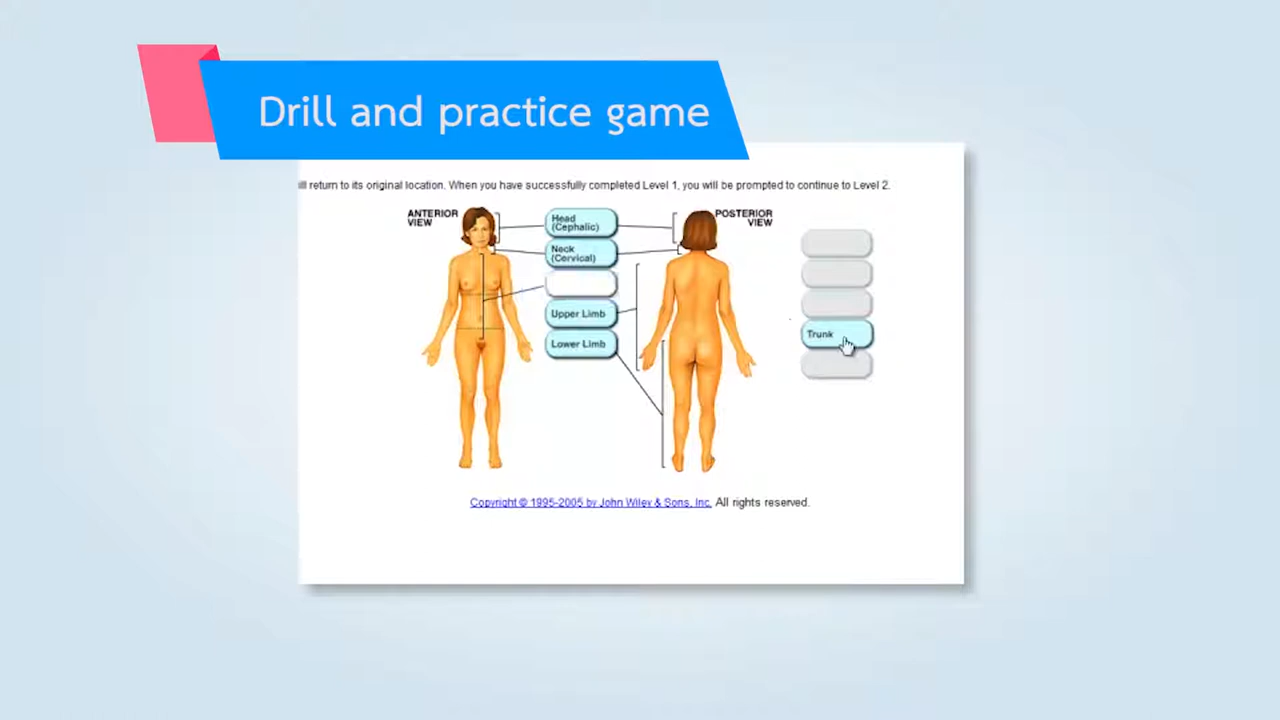 Drill and practice game
ill return to its original location. When you have successfully completed Level 1, you will be prompted to continue to Level 2.
ANTERIOR
VIEW
Head
(Cephalic)
POSTERIOR
VIEW
Neck
(Cervical)
Upper Limb
Trunk
Lower Limb
Copyright © 1995-2005 by John Wiley & Sons, Inc. All rights reserved.